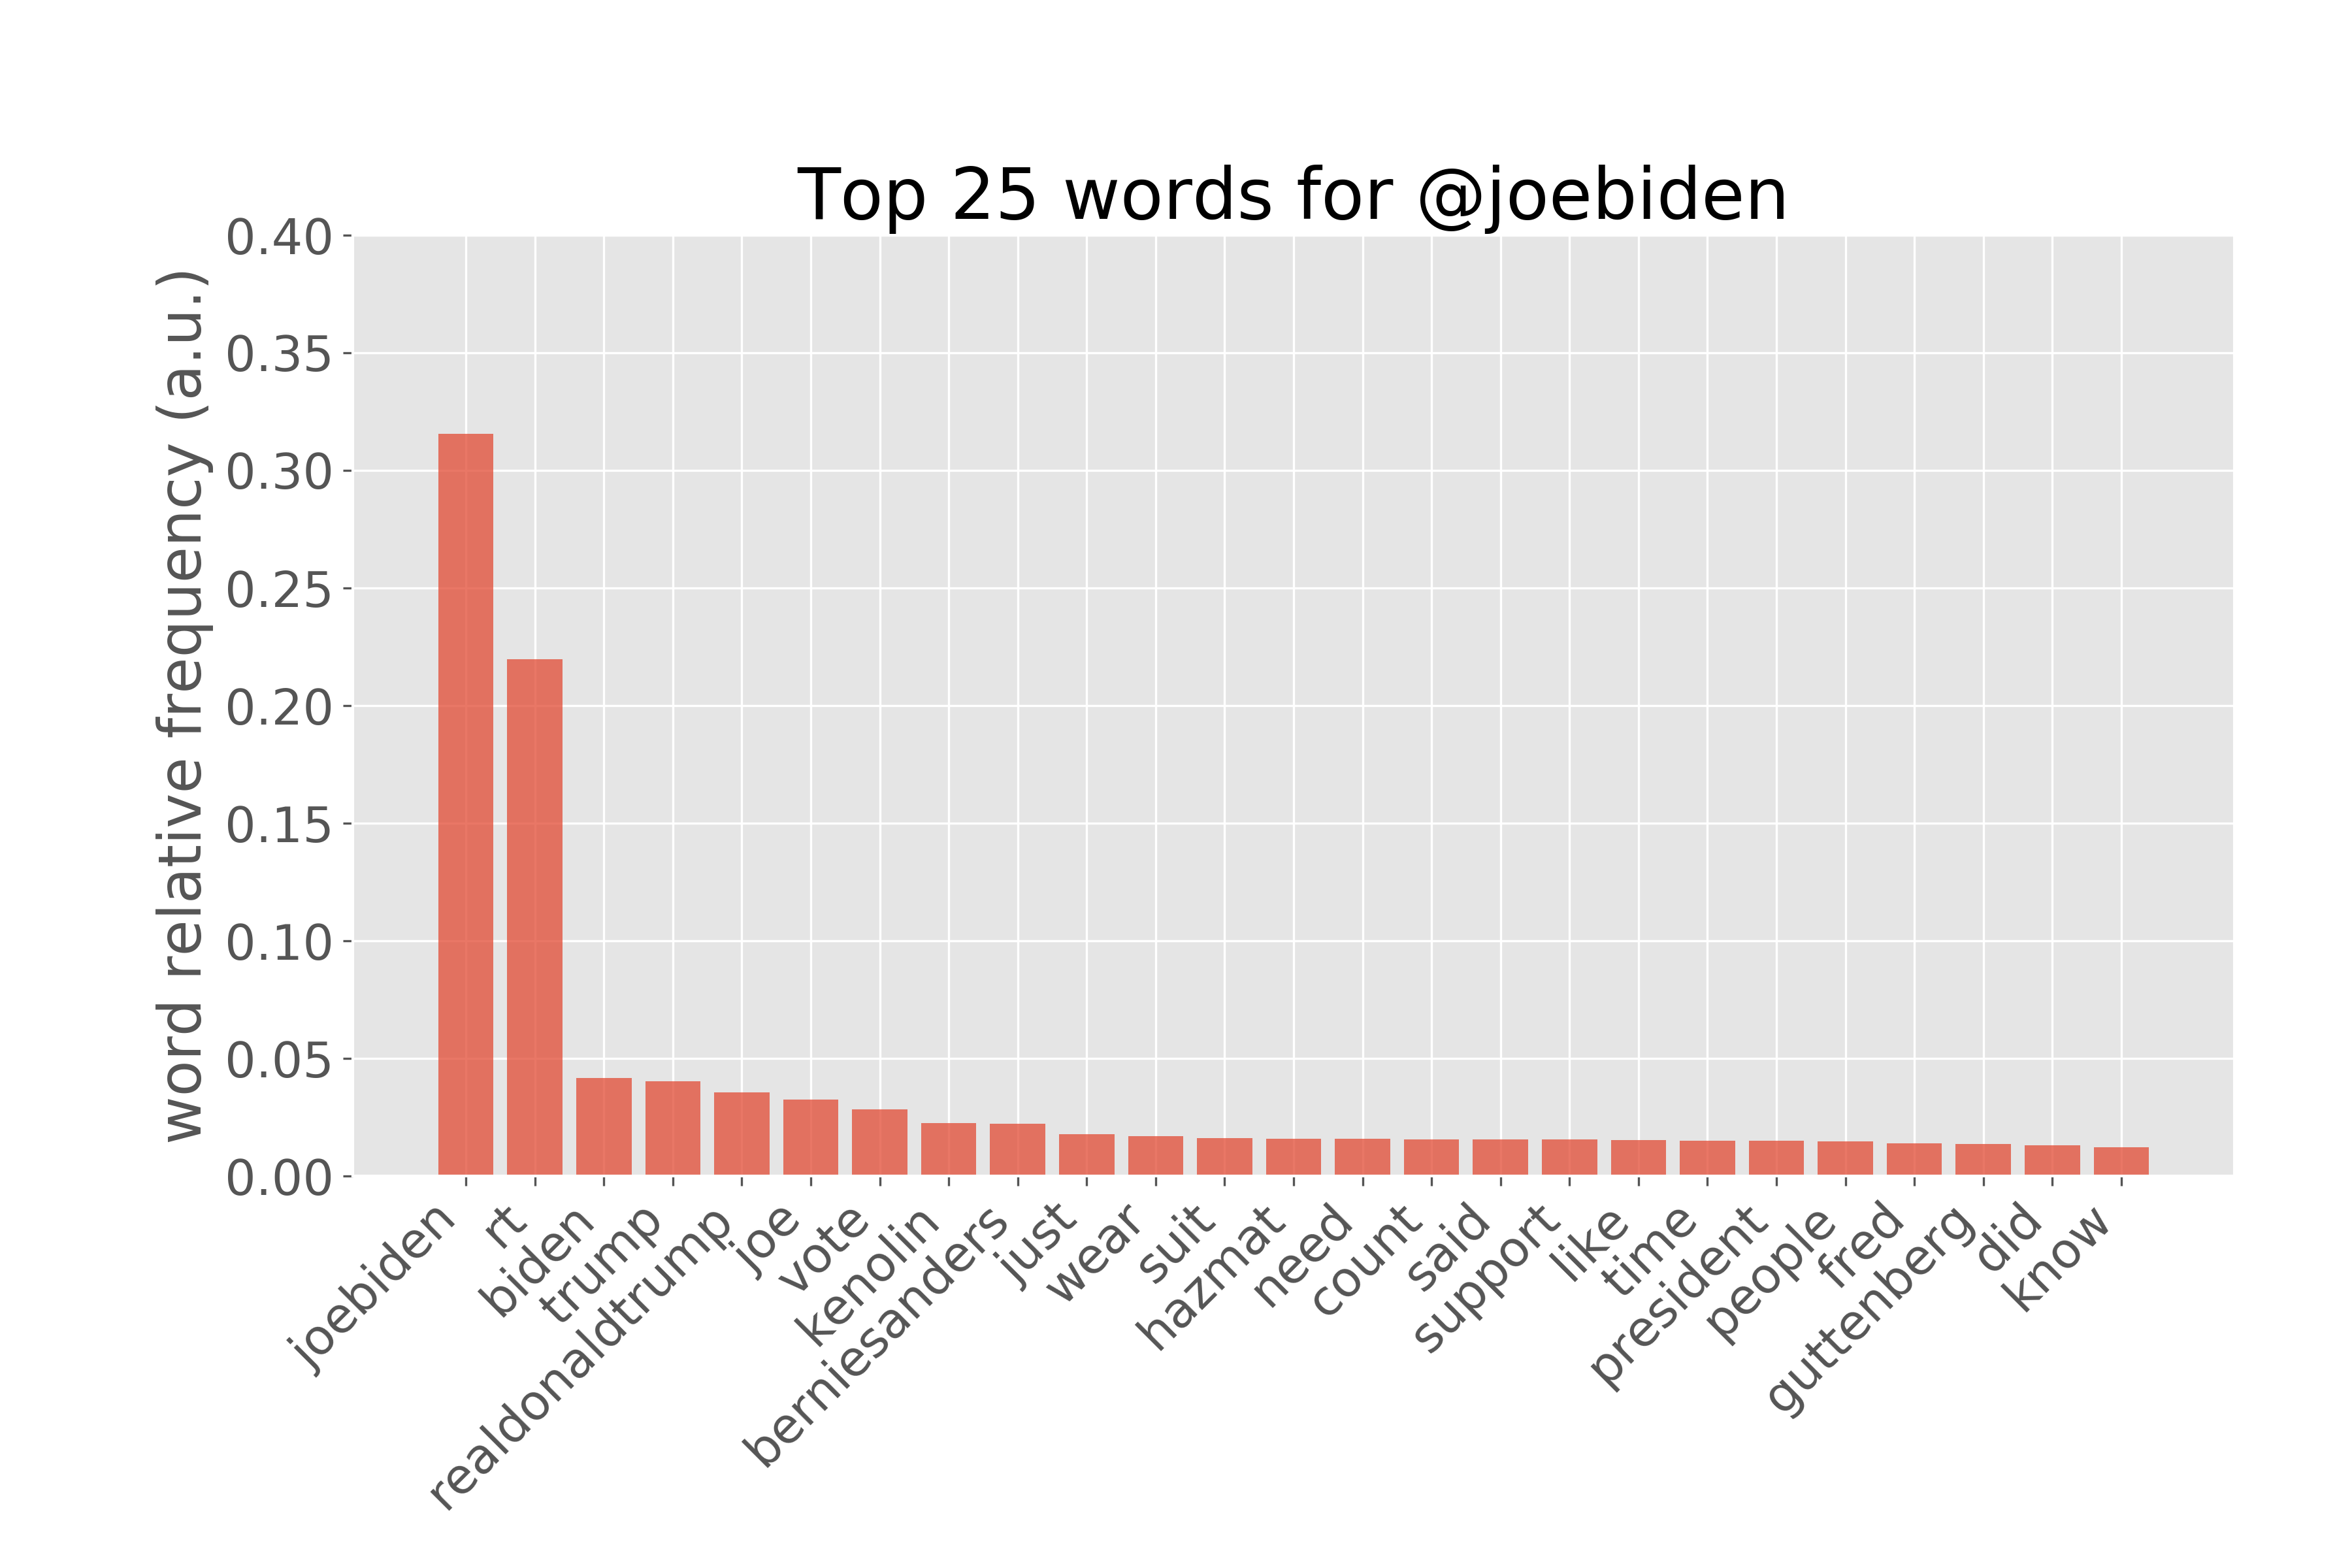 Top 25 words for @joebiden
word relative frequency (a.u.)
0.40
0.35
0.30
0.25
0.20
0.15
0.10
0.05
0.00
joebiden
rt
biden
trump
realdonaldtrump
joe
vote
kenolin
berniesanders
just
wear
suit
hazmat
need
count
said
support
like
time
president
people
fred
guttenberg
did
know